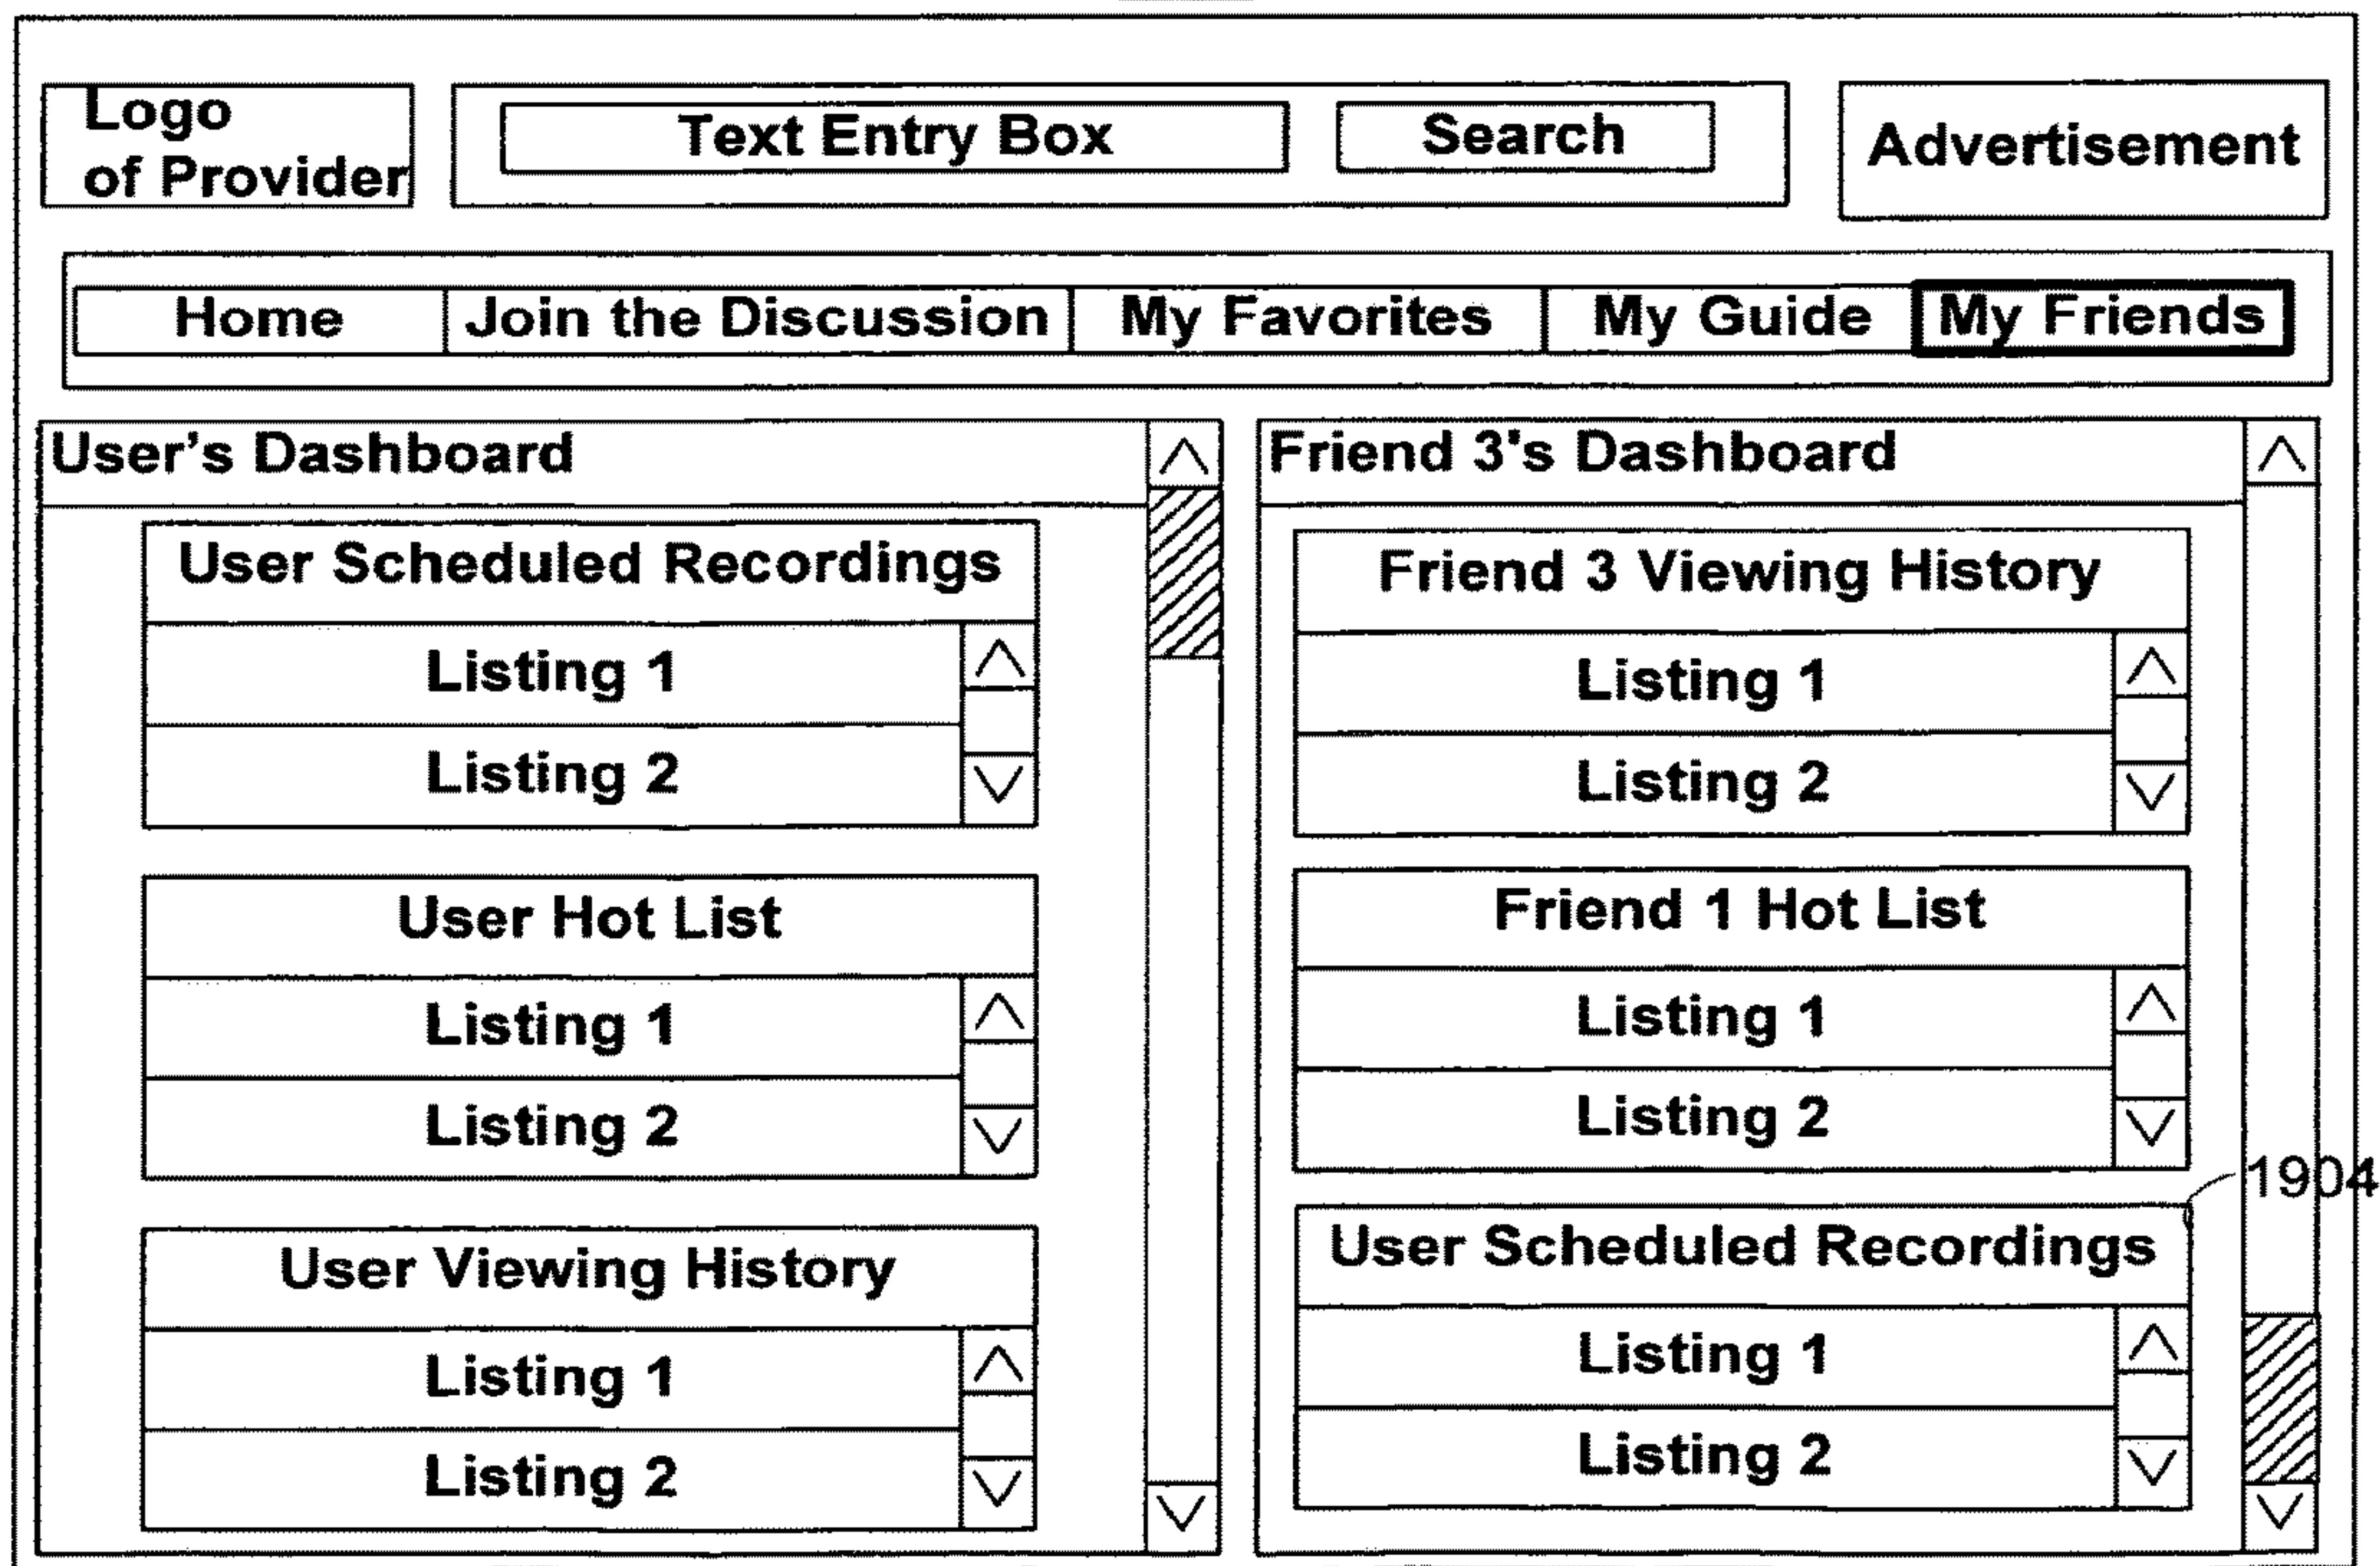 Logo
of Provider
Text Entry Box
Search
Advertisement
Home
Join the Discussion
My Favorites
My Guide
My Friends
User's Dashboard
User Scheduled Recordings
Listing 1
Listing 2
User Hot List
Listing 1
Listing 2
User Viewing History
Listing 1
Listing 2
Friend 3's Dashboard
Friend 3 Viewing History
Listing 1
Listing 2
Friend 1 Hot List
Listing 1
Listing 2
1904
User Scheduled Recordings
Listing 1
Listing 2